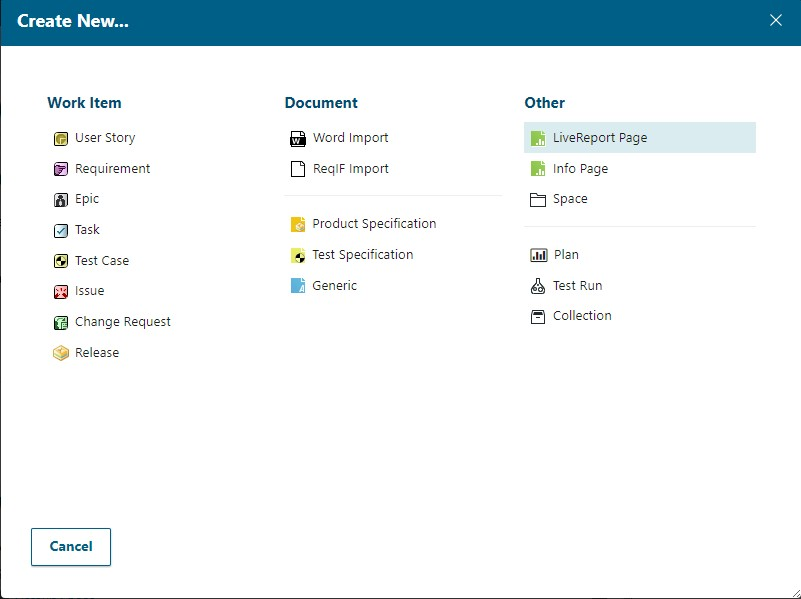 Create New...
Work Item
User Story
Requirement
Epic
Task
Test Case
Issue
Change Request
Release
Document
Word Import
ReqIF Import
Product Specification
Test Specification
Generic
Other
LiveReport Page
Info Page
Space
Plan
Test Run
Collection
Cancel